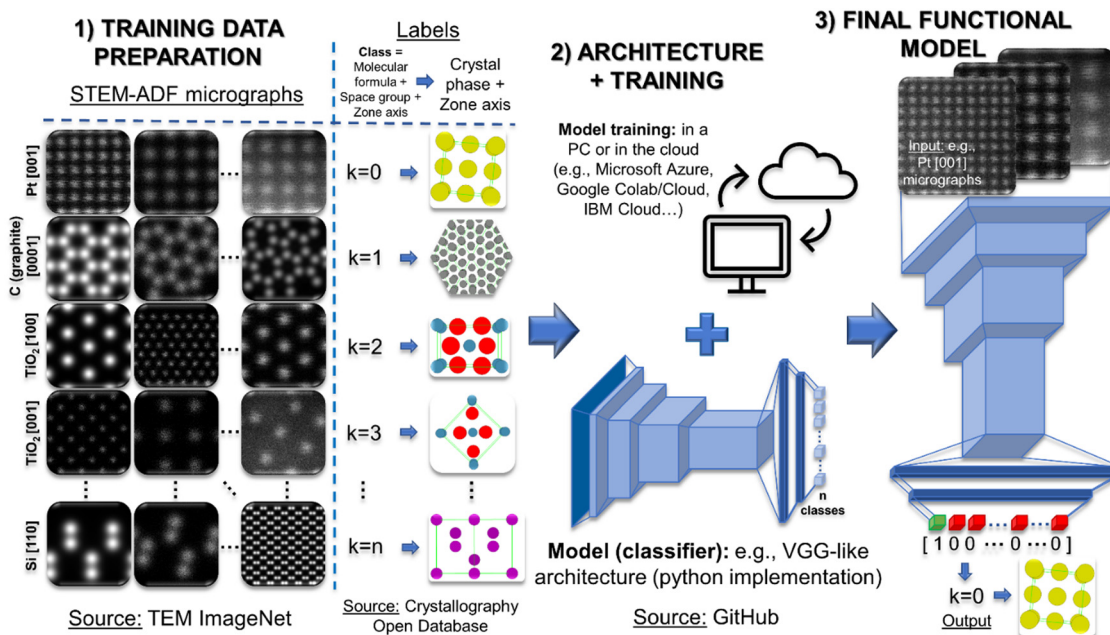 1) TRAINING DATA
PREPARATION
STEM-ADF micrographs
Labels
Class =
Molecular
formula +
Space group +
Zone axis
Crystal
phase +
Zone axis
Pt [001]
k=0
C (graphite)
[0001]
k=1
TiO2 [100]
k=2
TiO2 [001]
k=3
Si [110]
k=n
Source: TEM ImageNet
Source: Crystallography
Open Database
2) ARCHITECTURE
+ TRAINING
Model training: in a
PC or in the cloud
(e.g., Microsoft Azure,
Google Colab/Cloud,
IBM Cloud…)
n
classes
Model (classifier): e.g., VGG-like
architecture (python implementation)
Source: GitHub
3) FINAL FUNCTIONAL
MODEL
Input: e.g.,
Pt [001]
micrographs
[ 1 0 0 ... 0 ... 0 ]
k=0
Output